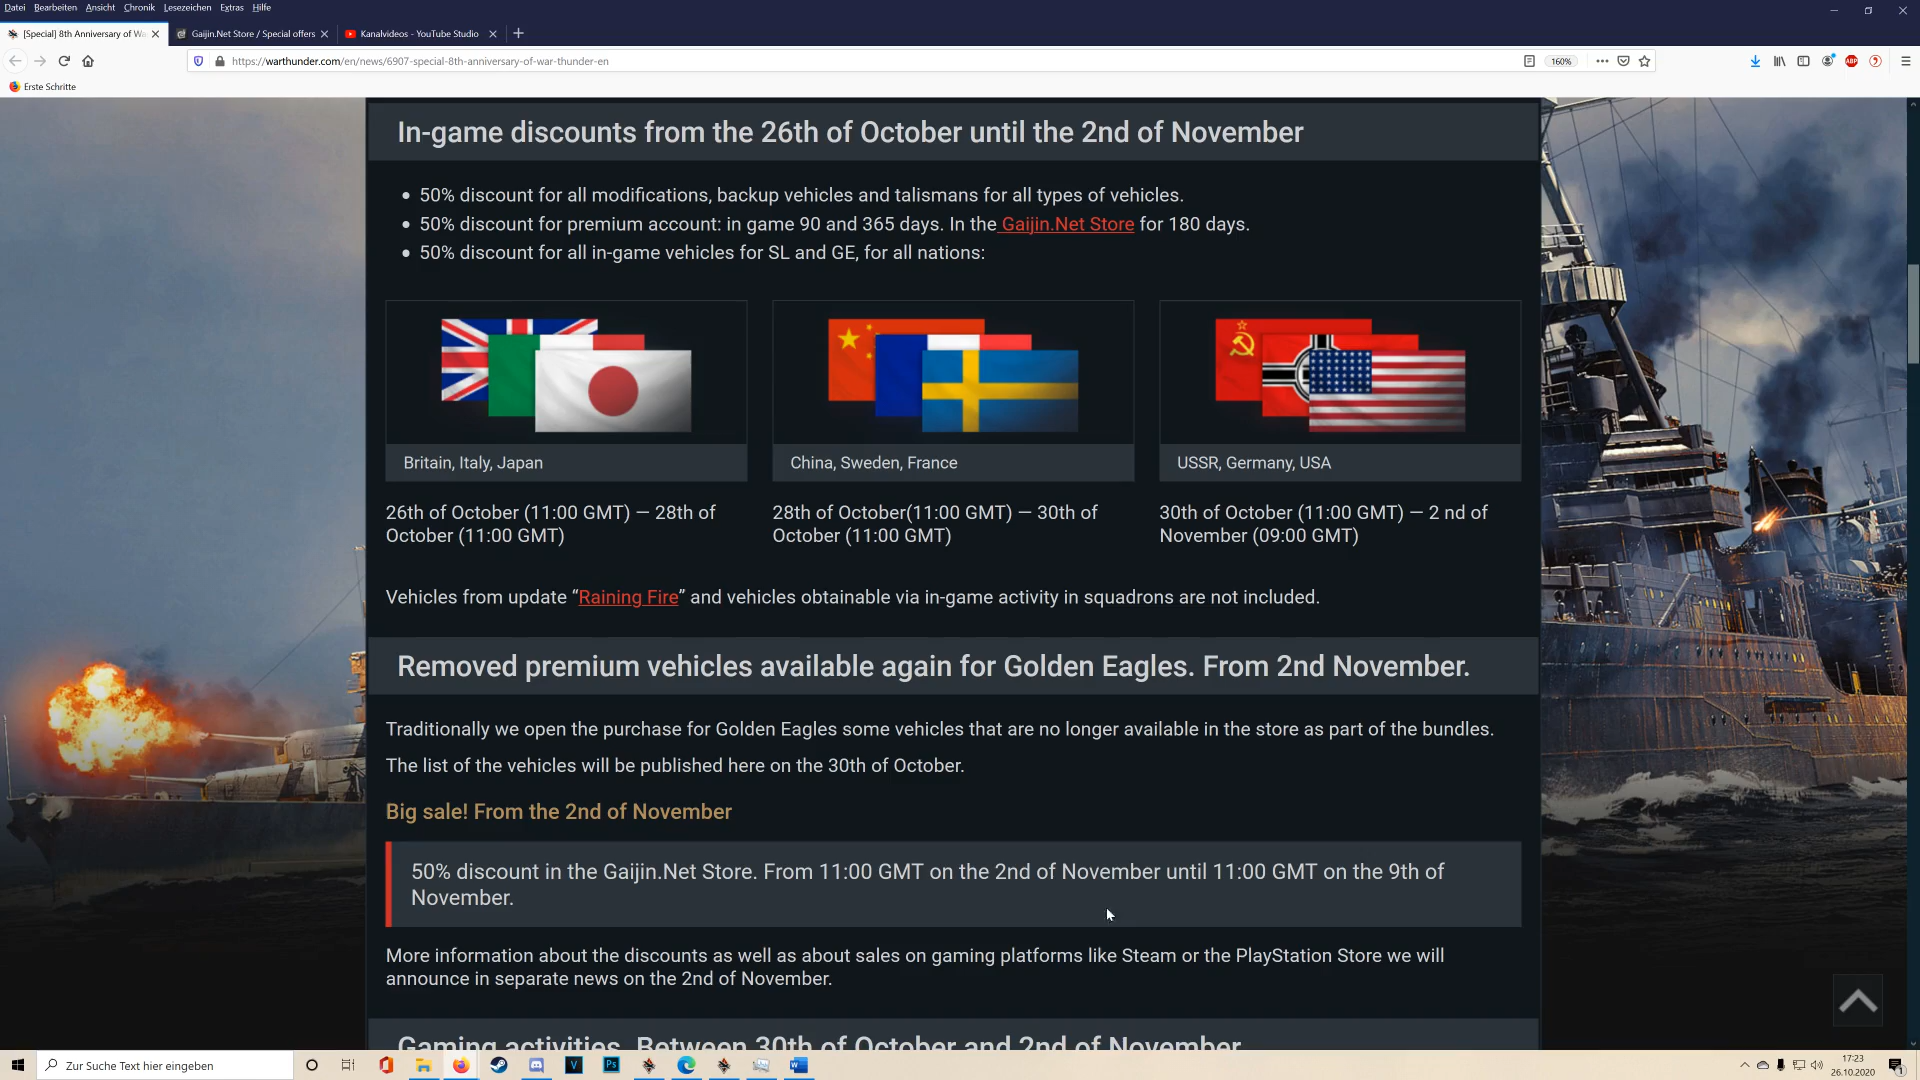 Datei Bearbeiten Ansicht Chronik Lesezeichen Extras Hilfe
[Special] 8th Anniversary of Wa
Gaijin.Net Store / Special offers
Kanalvideos - YouTube Studio
https://warthunder.com/en/news/6907-special-8th-anniversary-of-war-thunder-en
160%
ABP
Erste Schritte
In-game discounts from the 26th of October until the 2nd of November
50% discount for all modifications, backup vehicles and talismans for all types of vehicles.
50% discount for premium account: in game 90 and 365 days. In the Gaijin.Net Store for 180 days.
50% discount for all in-game vehicles for SL and GE, for all nations:
Britain, Italy, Japan
China, Sweden, France
USSR, Germany, USA
26th of October (11:00 GMT) — 28th of
October (11:00 GMT)
28th of October(11:00 GMT) — 30th of
October (11:00 GMT)
30th of October (11:00 GMT) — 2 nd of
November (09:00 GMT)
Vehicles from update “Raining Fire” and vehicles obtainable via in-game activity in squadrons are not included.
Removed premium vehicles available again for Golden Eagles. From 2nd November.
Traditionally we open the purchase for Golden Eagles some vehicles that are no longer available in the store as part of the bundles.
The list of the vehicles will be published here on the 30th of October.
Big sale! From the 2nd of November
50% discount in the Gaijin.Net Store. From 11:00 GMT on the 2nd of November until 11:00 GMT on the 9th of
November.
More information about the discounts as well as about sales on gaming platforms like Steam or the PlayStation Store we will
announce in separate news on the 2nd of November.
Gaming activities. Between 30th of October and 2nd of November
Zur Suche Text hier eingeben
V
Ps
17:23
26.10.2020
1